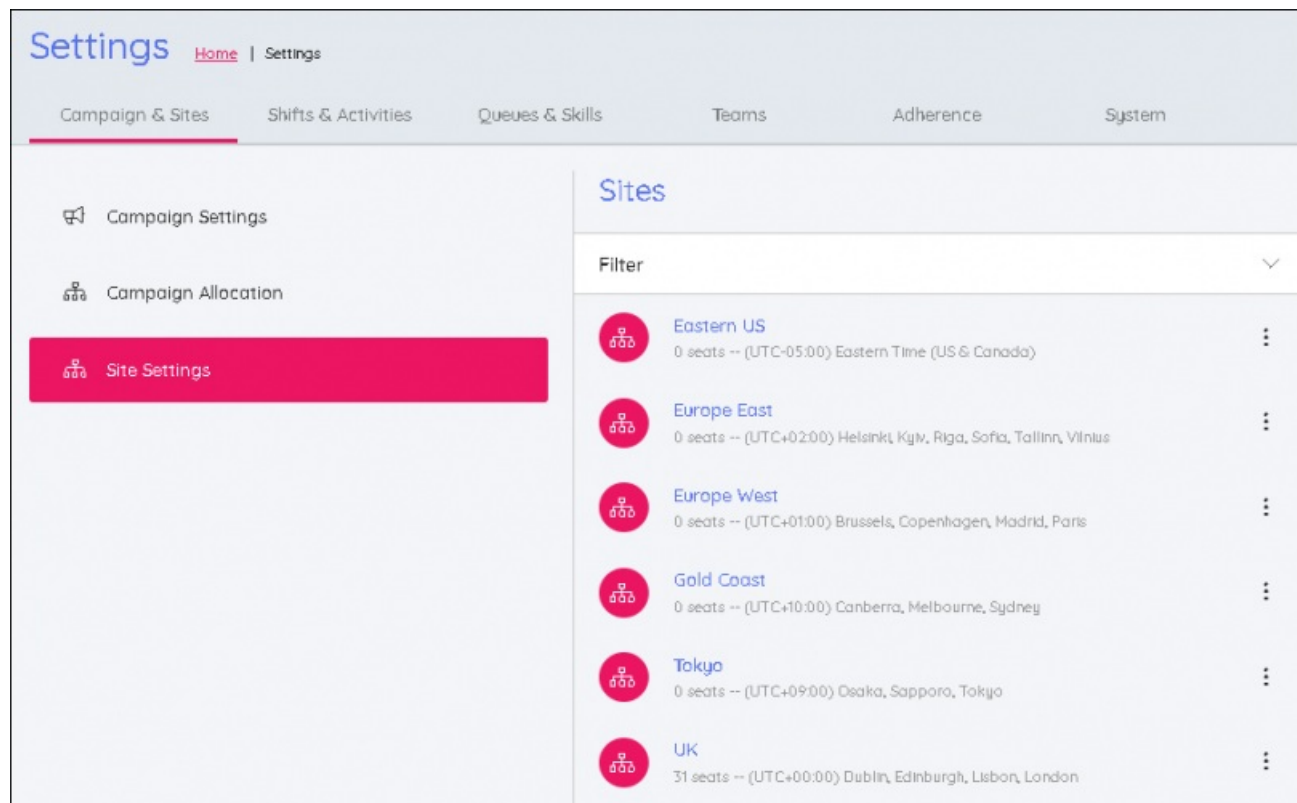 Settings Home | Settings
Campaign & Sites Shifts & Activities Queues & Skills Teams Adherence System
Campaign Settings
Campaign Allocation
Site Settings
Sites
Filter
Eastern US
0 seats -- (UTC-05:00) Eastern Time (US & Canada)
Europe East
0 seats -- (UTC+02:00) Helsinki, Kyiv, Riga, Sofia, Tallinn, Vilnius
Europe West
0 seats -- (UTC+01:00) Brussels, Copenhagen, Madrid, Paris
Gold Coast
0 seats -- (UTC+10:00) Canberra, Melbourne, Sydney
Tokyo
0 seats -- (UTC+09:00) Osaka, Sapporo, Tokyo
UK
31 seats -- (UTC+00:00) Dublin, Edinburgh, Lisbon, London